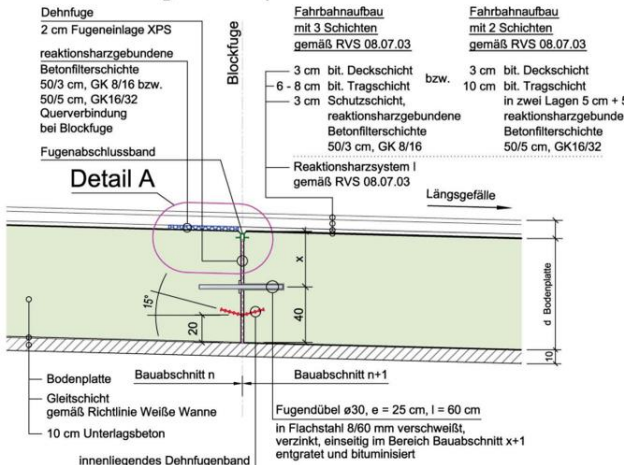 Dehnfuge
2 cm Fugeneinlage XPS
reaktionsharzgebundene
Betonfilterschichte
50/3 cm, GK 8/16 bzw.
50/5 cm, GK16/32
Querverbindung
bei Blockfuge
Fugenabschlussband
Detail A
Blockfuge
Fahrbahnaufbau
mit 3 Schichten
gemäß RVS 08.07.03
3 cm bit. Deckschicht
6 - 8 cm bit. Tragschicht
3 cm Schutzschicht,
reaktionsharzgebundene
Betonfilterschichte
50/3 cm, GK 8/16
Reaktionsharzsystem I
gemäß RVS 08.07.03
bzw.
Fahrbahnaufbau
mit 2 Schichten
gemäß RVS 08.07.03
3 cm bit. Deckschicht
10 cm bit. Tragschicht
in zwei Lagen 5 cm + 5
reaktionsharzgebunde
Betonfilterschichte
50/5 cm, GK16/32
Längsgefälle
x
d Bodenplatte
15°
20
40
10
Bauabschnitt n
Bauabschnitt n+1
Bodenplatte
Gleitschicht
gemäß Richtlinie Weiße Wanne
10 cm Unterlagsbeton
Fugendübel ø30, e = 25 cm, l = 60 cm
in Flachstahl 8/60 mm verschweißt,
verzinkt, einseitig im Bereich Bauabschnitt x+1
entgratet und bituminisiert
innenliegendes Dehnfugenband